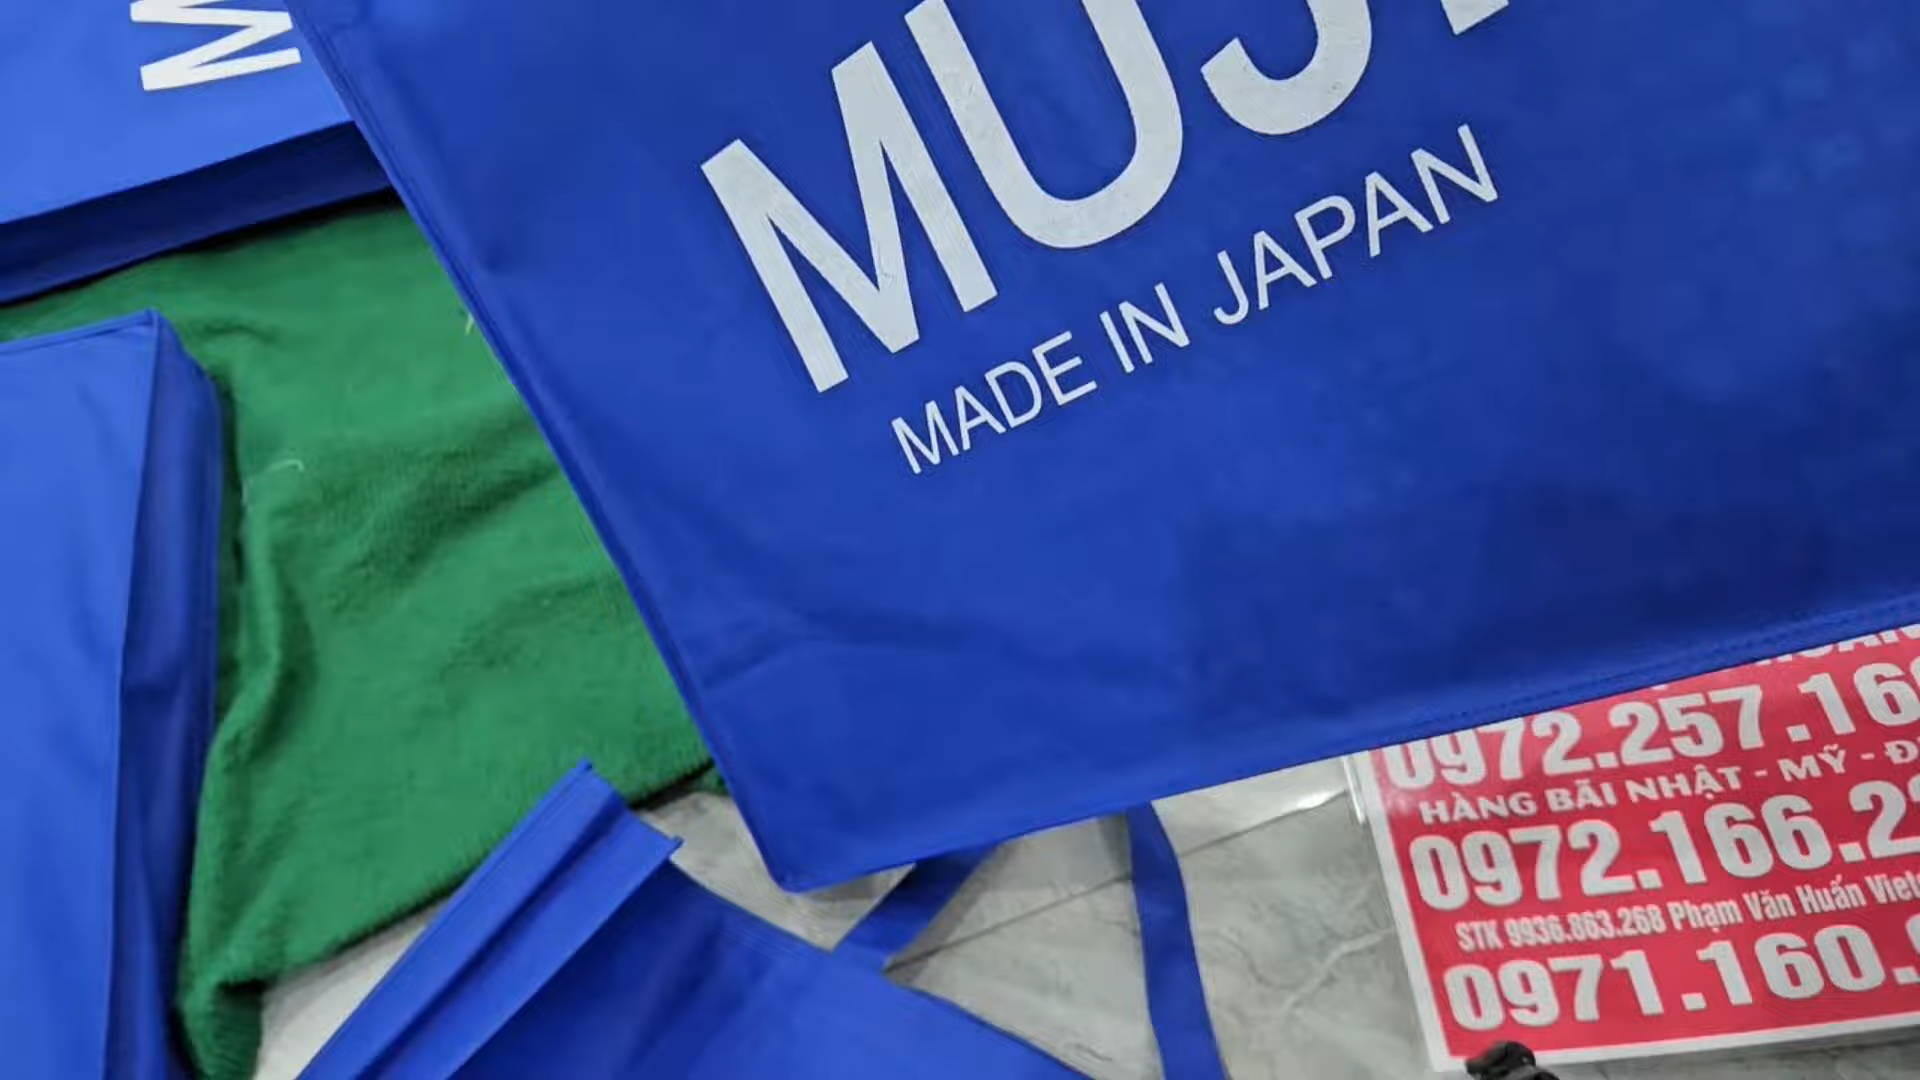 M
MUJI
MADE IN JAPAN
0972.257.16
HÀNG BÃI NHẬT - MỸ - Đ
0972.166.2
STK 9936.863.268 Phạm Văn Huấn Viet
0971.160.